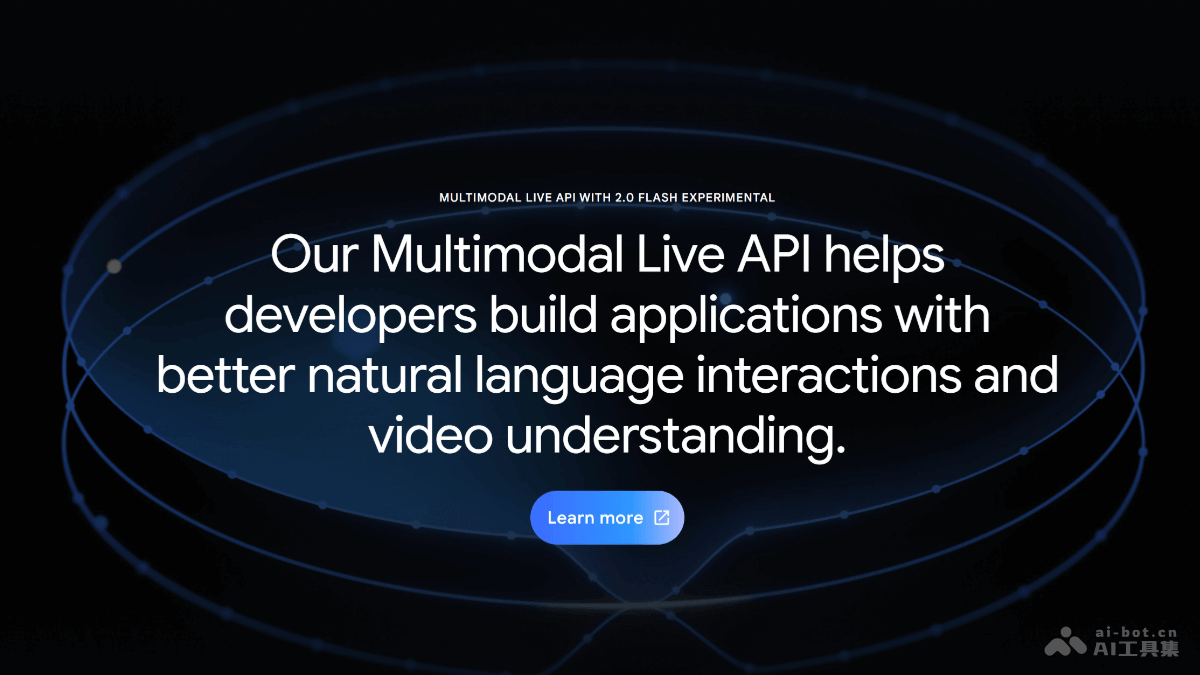 MULTIMODAL LIVE API WITH 2.0 FLASH EXPERIMENTAL
Our Multimodal Live API helps
developers build applications with
better natural language interactions and
video understanding.
Learn more
ai-bot.cn
AI工具集